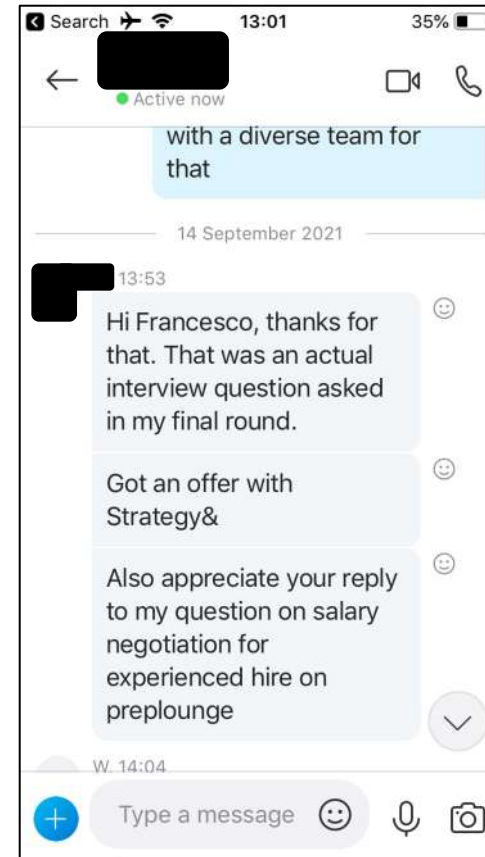 Search 13:01 35%
Active now
with a diverse team for
that
14 September 2021
13:53
Hi Francesco, thanks for
that. That was an actual
interview question asked
in my final round.
Got an offer with
Strategy&
Also appreciate your reply
to my question on salary
negotiation for
experienced hire on
preplounge
W. 14:04
Type a message